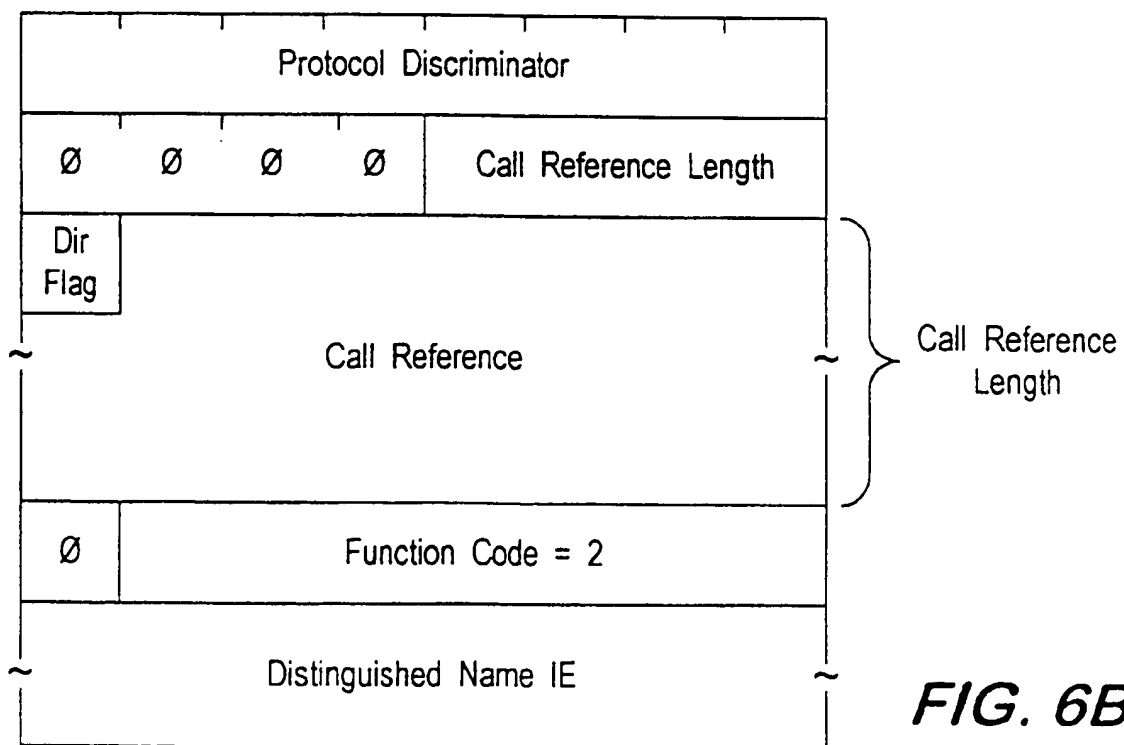 Protocol Discriminator
Ø Ø Ø Ø Call Reference Length
Dir
Flag
Call Reference
Call Reference
Length
Ø Function Code = 2
Distinguished Name IE
FIG. 6B